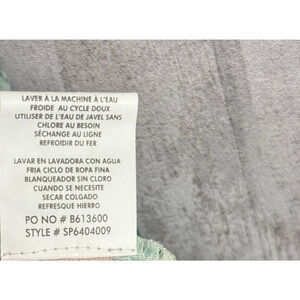 LAVER À LA MACHINE À L'EAU
FROIDE AU CYCLE DOUX
UTILISER DE L'EAU DE JAVEL SANS
CHLORE AU BESOIN
SÉCHANGE AU LIGNE
REFROIDIR DU FER
LAVAR EN LAVADORA CON AGUA
FRIA CICLO DE ROPA FINA
BLANQUEADOR SIN CLORO
CUANDO SE NECESITE
SECAR COLGADO
REFRESQUE HIERRO
PO NO # B613600
STYLE # SP6404009